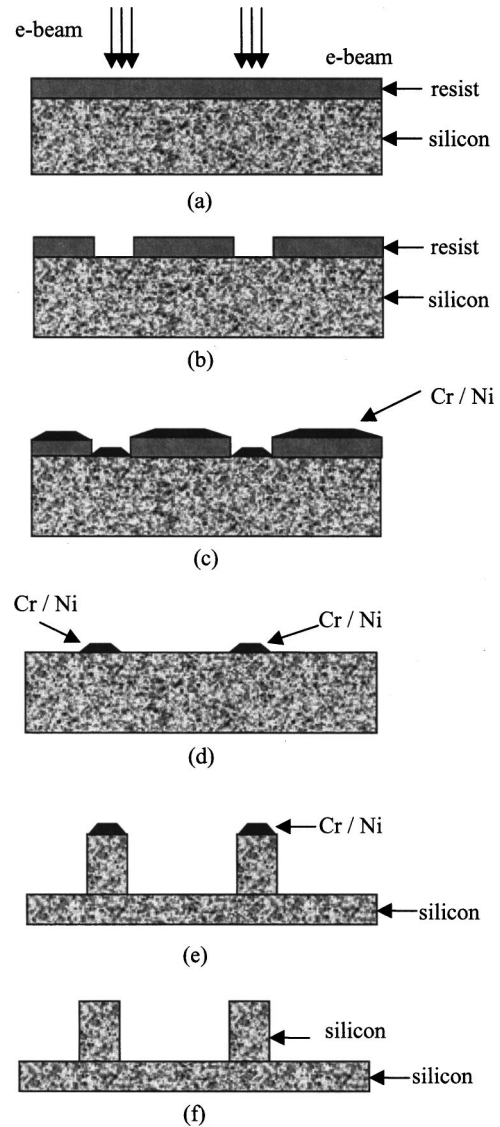 e-beam
e-beam
resist
silicon
(a)
resist
silicon
(b)
Cr / Ni
(c)
Cr / Ni
Cr / Ni
(d)
Cr / Ni
silicon
(e)
silicon
silicon
(f)